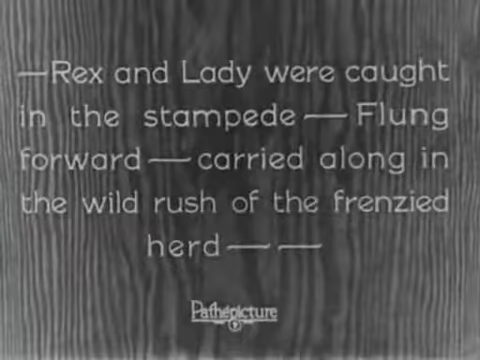 —Rex and Lady were caught
in the stampede — Flung
forward — carried along in
the wild rush of the frenzied
herd — —
Pathépicture